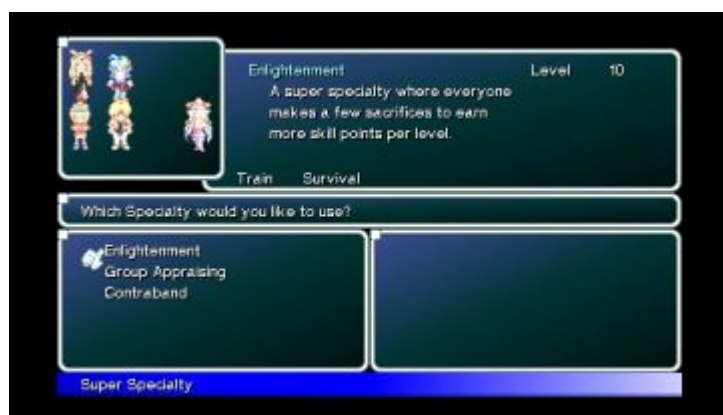 Enlightenment Level 10
A super specialty where everyone
makes a few sacrifices to earn
more skill points per level.
Train Survival
Which Specialty would you like to use?
Enlightenment
Group Appraising
Contraband
Super Specialty